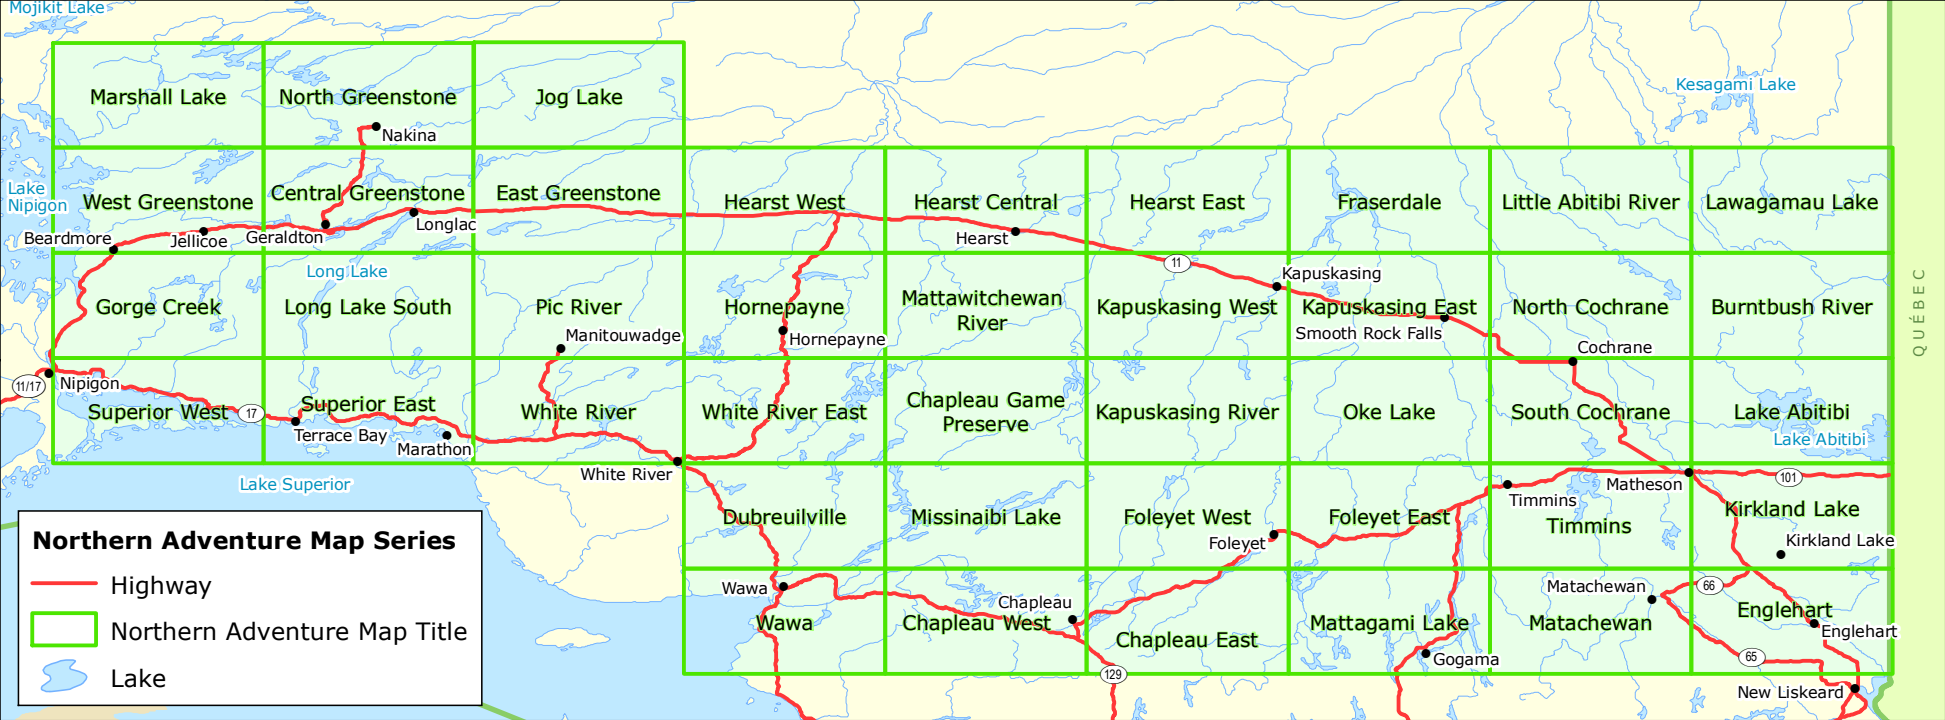 Mojikit Lake
Kesagami Lake
Marshall Lake
North Greenstone
Jog Lake
Nakina
Lake
Nipigon
West Greenstone
Central Greenstone
East Greenstone
Hearst West
Hearst Central
Hearst East
Fraserdale
Little Abitibi River
Lawagamau Lake
Beardmore
Jellicoe
Geraldton
Longlac
Hearst
11
Long Lake
Kapuskasing
QUÉBEC
Gorge Creek
Long Lake South
Pic River
Hornepayne
Mattawitchewan
River
Kapuskasing West
Kapuskasing East
North Cochrane
Burntbush River
Manitouwadge
Hornepayne
Smooth Rock Falls
Cochrane
11/17
Nipigon
Superior West
17
Superior East
White River
White River East
Chapleau Game
Preserve
Kapuskasing River
Oke Lake
South Cochrane
Lake Abitibi
Lake Abitibi
Terrace Bay
Marathon
White River
Lake Superior
Matheson
101
Timmins
Dubreuilville
Missinaibi Lake
Foleyet West
Foleyet East
Timmins
Kirkland Lake
Foleyet
Kirkland Lake
Wawa
Chapleau
Matachewan
66
Wawa
Chapleau West
Chapleau East
Mattagami Lake
Matachewan
Englehart
Englehart
Gogama
65
129
New Liskeard
Northern Adventure Map Series
Highway
Northern Adventure Map Title
Lake